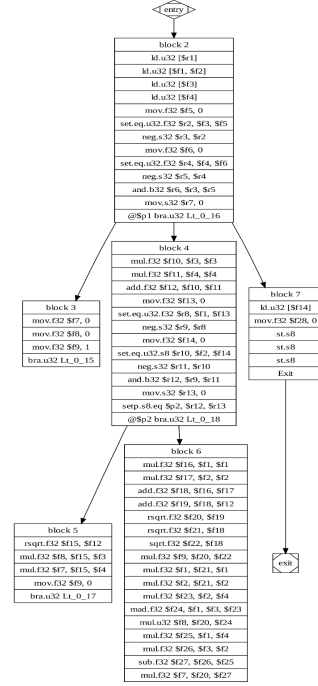 entry
block 2
ld.u32 [$r1]
ld.u32 [$f1, $f2]
ld.u32 [$f3]
ld.u32 [$f4]
mov.f32 $f5, 0
set.eq.u32.f32 $r2, $f3, $f5
neg.s32 $r3, $r2
mov.f32 $f6, 0
set.eq.u32.f32 $r4, $f4, $f6
neg.s32 $r5, $r4
and.b32 $r6, $r3, $r5
mov.s32 $r7, 0
@$p1 bra.u32 Lt_0_16
block 3
mov.f32 $f7, 0
mov.f32 $f8, 0
mov.f32 $f9, 1
bra.u32 Lt_0_15
block 4
mul.f32 $f10, $f3, $f3
mul.f32 $f11, $f4, $f4
add.f32 $f12, $f10, $f11
mov.f32 $f13, 0
set.eq.u32.f32 $r8, $f1, $f13
neg.s32 $r9, $r8
mov.f32 $f14, 0
set.eq.u32.s8 $r10, $f2, $f14
neg.s32 $r11, $r10
and.b32 $r12, $r9, $r11
mov.s32 $r13, 0
setp.s8.eq $p2, $r12, $r13
@$p2 bra.u32 Lt_0_18
block 7
ld.u32 [$f14]
mov.f32 $f28, 0
st.s8
st.s8
st.s8
Exit
block 5
rsqrt.f32 $f15, $f12
mul.f32 $f8, $f15, $f3
mul.f32 $f7, $f15, $f4
mov.f32 $f9, 0
bra.u32 Lt_0_17
block 6
mul.f32 $f16, $f1, $f1
mul.f32 $f17, $f2, $f2
add.f32 $f18, $f16, $f17
add.f32 $f19, $f18, $f12
rsqrt.f32 $f20, $f19
rsqrt.f32 $f21, $f18
sqrt.f32 $f22, $f18
mul.f32 $f9, $f20, $f22
mul.f32 $f1, $f21, $f1
mul.f32 $f2, $f21, $f2
mul.f32 $f23, $f2, $f4
mad.f32 $f24, $f1, $f3, $f23
mul.u32 $f8, $f20, $f24
mul.f32 $f25, $f1, $f4
mul.f32 $f26, $f3, $f2
sub.f32 $f27, $f26, $f25
mul.f32 $f7, $f20, $f27
exit